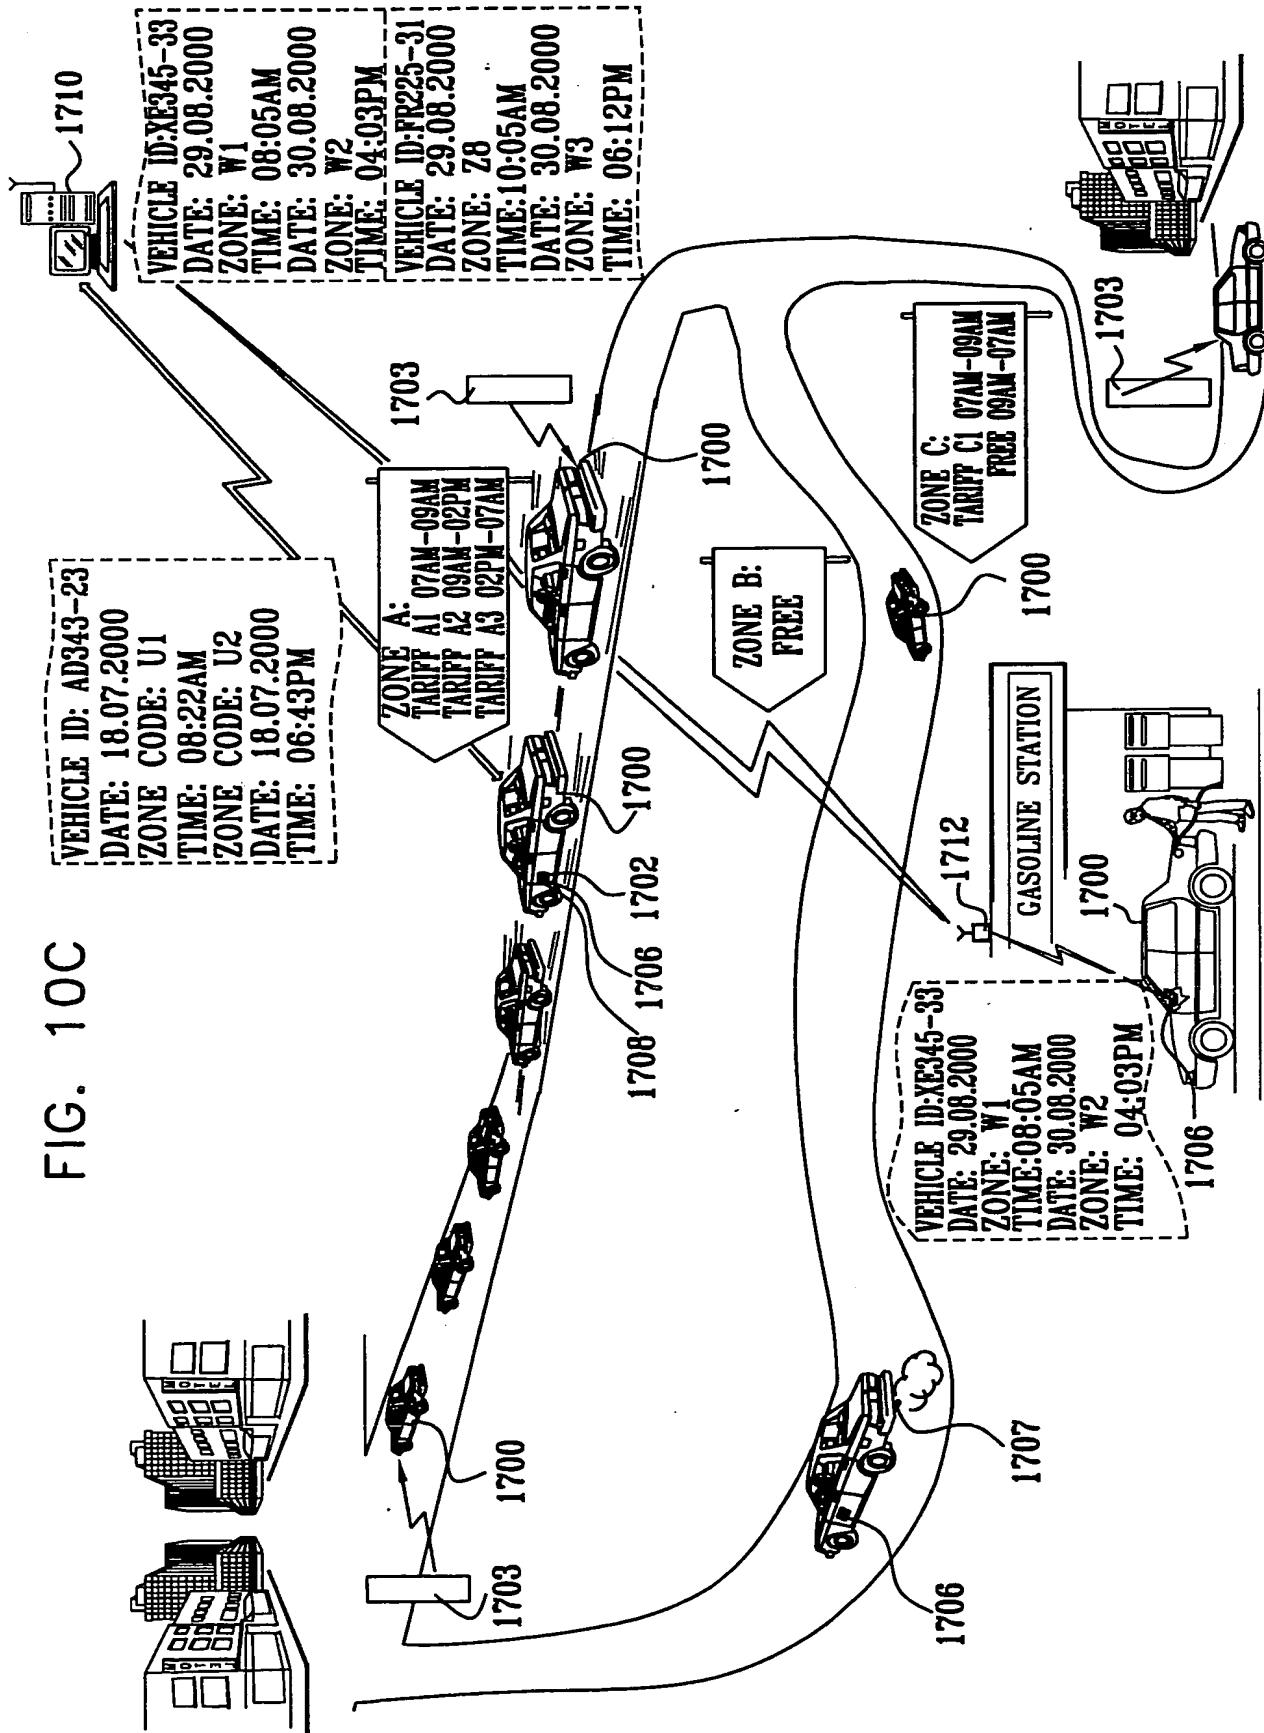 FIG. 10C
VEHICLE ID: AD343-23
DATE: 18.07.2000
ZONE CODE: U1
TIME: 08:22AM
ZONE CODE: U2
DATE: 18.07.2000
TIME: 06:43PM
1710
VEHICLE ID:XE345-33
DATE: 29.08.2000
ZONE: W1
TIME: 08:05AM
DATE: 30.08.2000
ZONE: W2
TIME: 04:03PM
VEHICLE ID:FR225-31
DATE: 29.08.2000
ZONE: Z8
TIME:10:05AM
DATE: 30.08.2000
ZONE: W3
TIME: 06:12PM
MOTEL
MOTEL
ZONE A:
TARIFF A1 07AM-09AM
TARIFF A2 09AM-02PM
TARIFF A3 02PM-07AM
1703
1700
1700
1702
1706
1708
1700
1703
ZONE B:
FREE
ZONE C:
TARIFF C1 07AM-09AM
FREE 09AM-07AM
1700
1703
MOTEL
1706
1707
1712
GASOLINE STATION
1700
VEHICLE ID:XE345-33
DATE: 29.08.2000
ZONE: W1
TIME:08:05AM
DATE: 30.08.2000
ZONE: W2
TIME: 04:03PM
1706